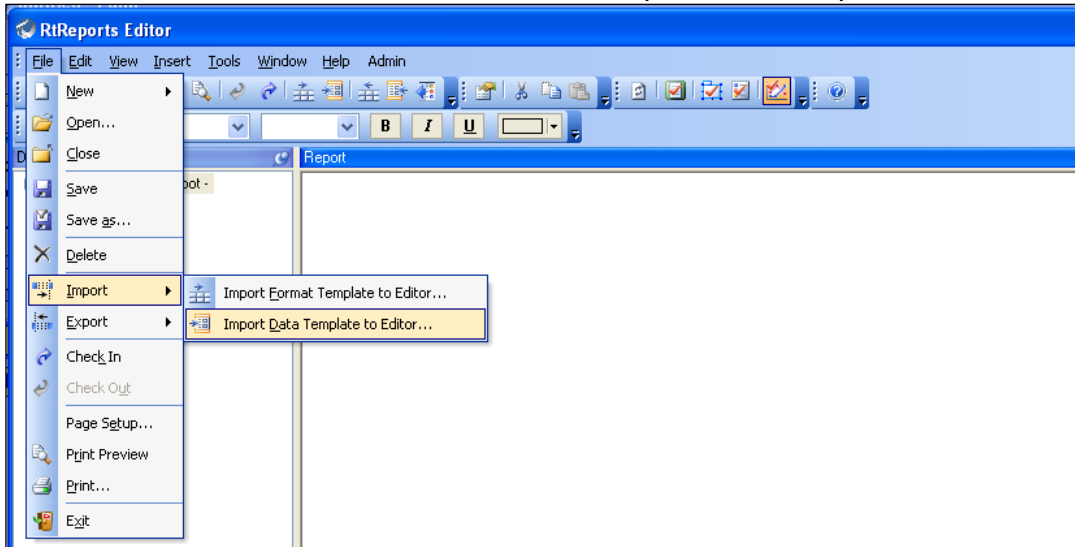 RtReports Editor
File Edit View Insert Tools Window Help Admin
New
Open...
B I U
Close
Report
Save
Save as...
Delete
Import
Import Format Template to Editor...
Export
Import Data Template to Editor...
Check In
Check Out
Page Setup...
Print Preview
Print...
Exit